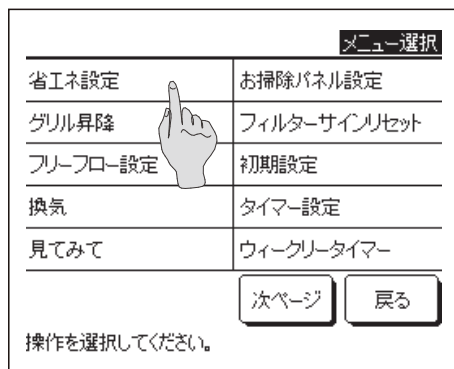 メニュー選択
省エネ設定 お掃除パネル設定
グリル昇降 フィルターサインリセット
フリーフロー設定 初期設定
換気 タイマー設定
見てみて ウィークリータイマー
次ページ 戻る
操作を選択してください。